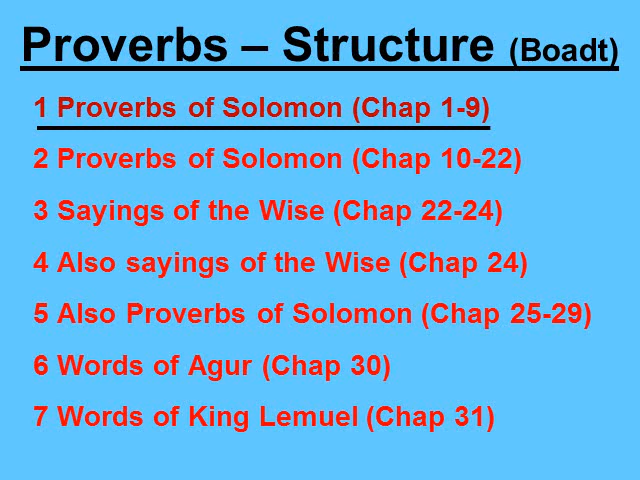 Proverbs – Structure (Boadt)
1 Proverbs of Solomon (Chap 1-9)
2 Proverbs of Solomon (Chap 10-22)
3 Sayings of the Wise (Chap 22-24)
4 Also sayings of the Wise (Chap 24)
5 Also Proverbs of Solomon (Chap 25-29)
6 Words of Agur (Chap 30)
7 Words of King Lemuel (Chap 31)